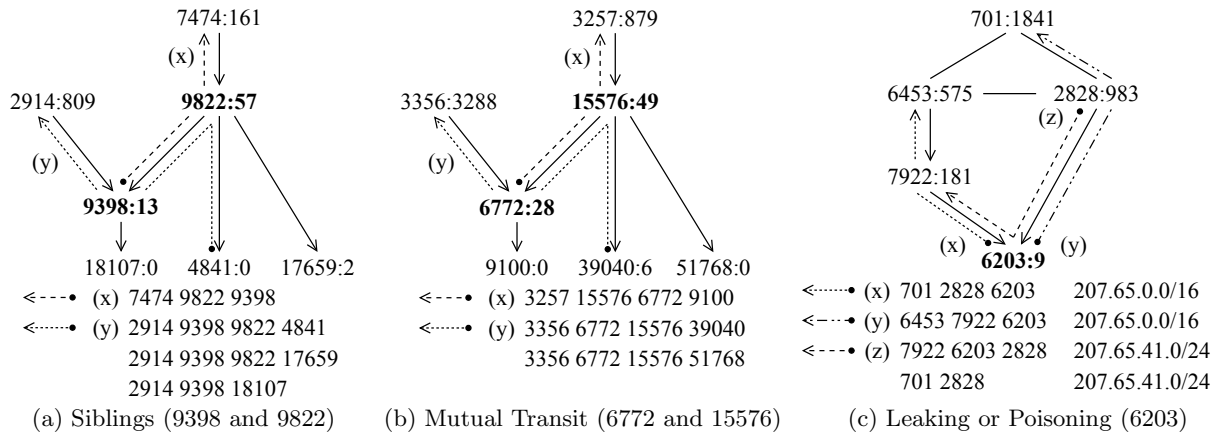 7474:161
(x)
2914:809
9822:57
(y)
9398:13
18107:0 4841:0 17659:2
(x) 7474 9822 9398
(y) 2914 9398 9822 4841
2914 9398 9822 17659
2914 9398 18107
(a) Siblings (9398 and 9822)
3257:879
(x)
3356:3288
15576:49
(y)
6772:28
9100:0 39040:6 51768:0
(x) 3257 15576 6772 9100
(y) 3356 6772 15576 39040
3356 6772 15576 51768
(b) Mutual Transit (6772 and 15576)
701:1841
6453:575 2828:983
(z)
7922:181
(x) (y)
6203:9
(x) 701 2828 6203 207.65.0.0/16
(y) 6453 7922 6203 207.65.0.0/16
(z) 7922 6203 2828 207.65.41.0/24
701 2828 207.65.41.0/24
(c) Leaking or Poisoning (6203)